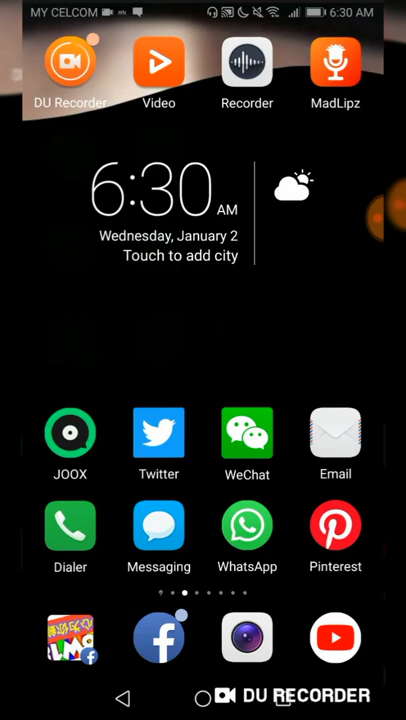 MY CELCOM
6:30 AM
DU Recorder
Video
Recorder
MadLipz
6:30 AM
Wednesday, January 2
Touch to add city
JOOX
Twitter
WeChat
Email
Dialer
Messaging
WhatsApp
Pinterest
DU RECORDER